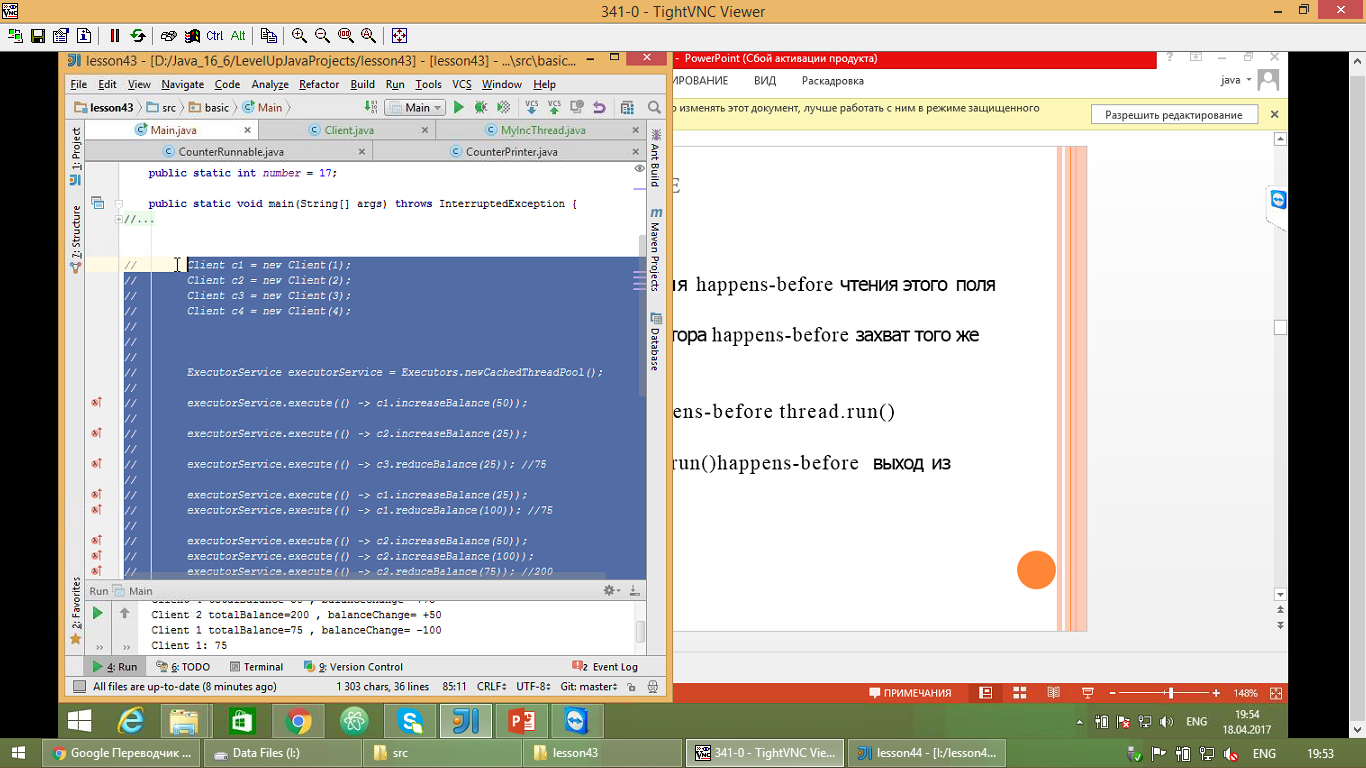 341-0 - TightVNC Viewer
Ctrl Alt
lesson43 - [D:/Java_16_6/LevelUpJavaProjects/lesson43] - [lesson43] - ...\src\basic...
- PowerPoint (Сбой активации продукта)
File Edit View Navigate Code Analyze Refactor Build Run Tools VCS Window Help
ИРОВАНИЕ ВИД Раскадровка
java
lesson43 src basic Main
Main
VCS VCS
о изменять этот документ, лучше работать с ним в режиме защищенного
Разрешить редактирование
Main.java Client.java MyIncThread.java
CounterRunnable.java CounterPrinter.java
1: Project
7: Structure
2: Favorites
Ant Build
Maven Projects
Database
public static int number = 17;
public static void main(String[] args) throws InterruptedException {
//...
// Client c1 = new Client(1);
// Client c2 = new Client(2);
// Client c3 = new Client(3);
// Client c4 = new Client(4);
//
//
//
// ExecutorService executorService = Executors.newCachedThreadPool();
//
// executorService.execute(() -> c1.increaseBalance(50));
//
// executorService.execute(() -> c2.increaseBalance(25));
//
// executorService.execute(() -> c3.reduceBalance(25)); //75
//
// executorService.execute(() -> c1.increaseBalance(25));
// executorService.execute(() -> c1.reduceBalance(100)); //75
//
// executorService.execute(() -> c2.increaseBalance(50));
// executorService.execute(() -> c2.increaseBalance(100));
// executorService.execute(() -> c2.reduceBalance(75)); //200
Е
ия happens-before чтения этого поля
тора happens-before захват того же
ens-before thread.run()
run()happens-before выход из
Run Main
Client 2 totalBalance=200 , balanceChange= +50
Client 1 totalBalance=75 , balanceChange= -100
Client 1: 75
4: Run 6: TODO Terminal 9: Version Control 2 Event Log
All files are up-to-date (8 minutes ago) 1 303 chars, 36 lines 85:11 CRLF UTF-8 Git: master
ПРИМЕЧАНИЯ 148%
ENG 19:54
18.04.2017
Google Переводчик ... Data Files (I:) src lesson43 341-0 - TightVNC Vie... lesson44 - [I:/lesson4... ENG 19:53